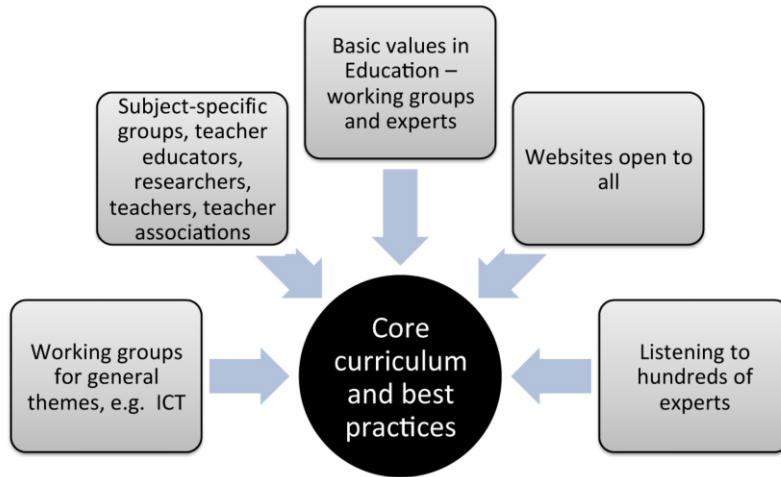 Basic values in
Education –
working groups
and experts
Subject-specific
groups, teacher
educators,
researchers,
teachers, teacher
associations
Websites open to
all
Working groups
for general
themes, e.g.  ICT
Core
curriculum
and best
practices
Listening to
hundreds of
experts